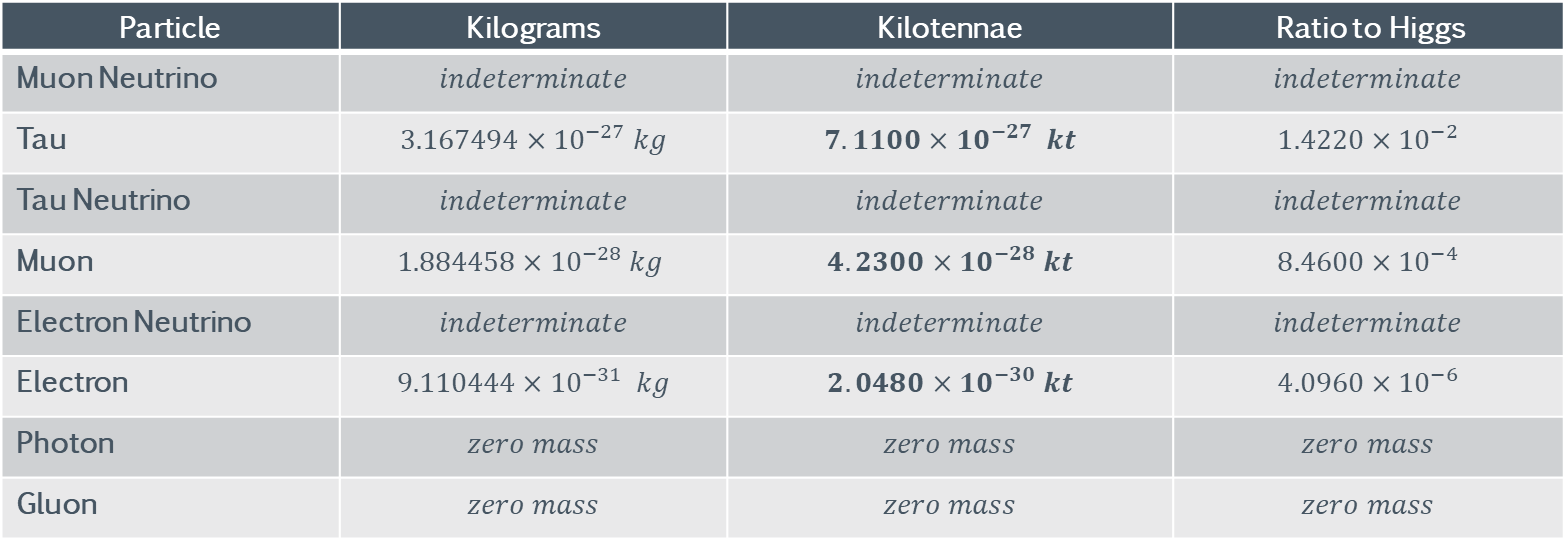 Particle Kilograms Kilotennae Ratio to Higgs
Muon Neutrino indeterminate indeterminate indeterminate
Tau 3.167494 × 10⁻²⁷ kg 7.1100 × 10⁻²⁷ kt 1.4220 × 10⁻²
Tau Neutrino indeterminate indeterminate indeterminate
Muon 1.884458 × 10⁻²⁸ kg 4.2300 × 10⁻²⁸ kt 8.4600 × 10⁻⁴
Electron Neutrino indeterminate indeterminate indeterminate
Electron 9.110444 × 10⁻³¹ kg 2.0480 × 10⁻³⁰ kt 4.0960 × 10⁻⁶
Photon zero mass zero mass zero mass
Gluon zero mass zero mass zero mass